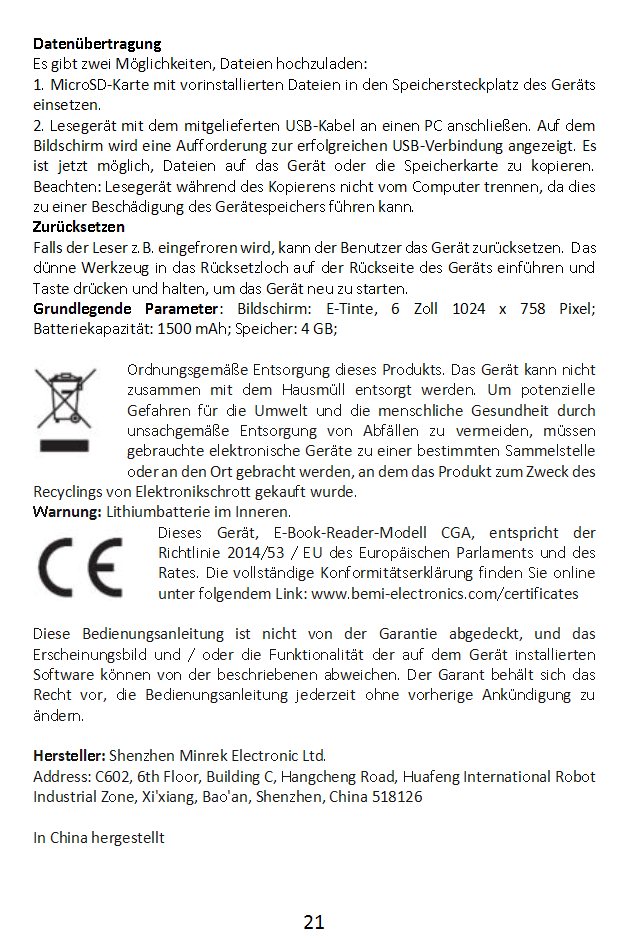 Datenübertragung
Es gibt zwei Möglichkeiten, Dateien hochzuladen:
1. MicroSD-Karte mit vorinstallierten Dateien in den Speichersteckplatz des Geräts
einsetzen.
2. Lesegerät mit dem mitgelieferten USB-Kabel an einen PC anschließen. Auf dem
Bildschirm wird eine Aufforderung zur erfolgreichen USB-Verbindung angezeigt. Es
ist jetzt möglich, Dateien auf das Gerät oder die Speicherkarte zu kopieren.
Beachten: Lesegerät während des Kopierens nicht vom Computer trennen, da dies
zu einer Beschädigung des Gerätespeichers führen kann.
Zurücksetzen
Falls der Leser z. B. eingefroren wird, kann der Benutzer das Gerät zurücksetzen. Das
dünne Werkzeug in das Rücksetzloch auf der Rückseite des Geräts einführen und
Taste drücken und halten, um das Gerät neu zu starten.
Grundlegende Parameter: Bildschirm: E-Tinte, 6 Zoll 1024 x 758 Pixel;
Batteriekapazität: 1500 mAh; Speicher: 4 GB;
Ordnungsgemäße Entsorgung dieses Produkts. Das Gerät kann nicht
zusammen mit dem Hausmüll entsorgt werden. Um potenzielle
Gefahren für die Umwelt und die menschliche Gesundheit durch
unsachgemäße Entsorgung von Abfällen zu vermeiden, müssen
gebrauchte elektronische Geräte zu einer bestimmten Sammelstelle
oder an den Ort gebracht werden, an dem das Produkt zum Zweck des
Recyclings von Elektronikschrott gekauft wurde.
Warnung: Lithiumbatterie im Inneren.
CE
Dieses Gerät, E-Book-Reader-Modell CGA, entspricht der
Richtlinie 2014/53 / EU des Europäischen Parlaments und des
Rates. Die vollständige Konformitätserklärung finden Sie online
unter folgendem Link: www.bemi-electronics.com/certificates
Diese Bedienungsanleitung ist nicht von der Garantie abgedeckt, und das
Erscheinungsbild und / oder die Funktionalität der auf dem Gerät installierten
Software können von der beschriebenen abweichen. Der Garant behält sich das
Recht vor, die Bedienungsanleitung jederzeit ohne vorherige Ankündigung zu
ändern.
Hersteller: Shenzhen Minrek Electronic Ltd.
Address: C602, 6th Floor, Building C, Hangcheng Road, Huafeng International Robot
Industrial Zone, Xi'xiang, Bao'an, Shenzhen, China 518126
In China hergestellt
21